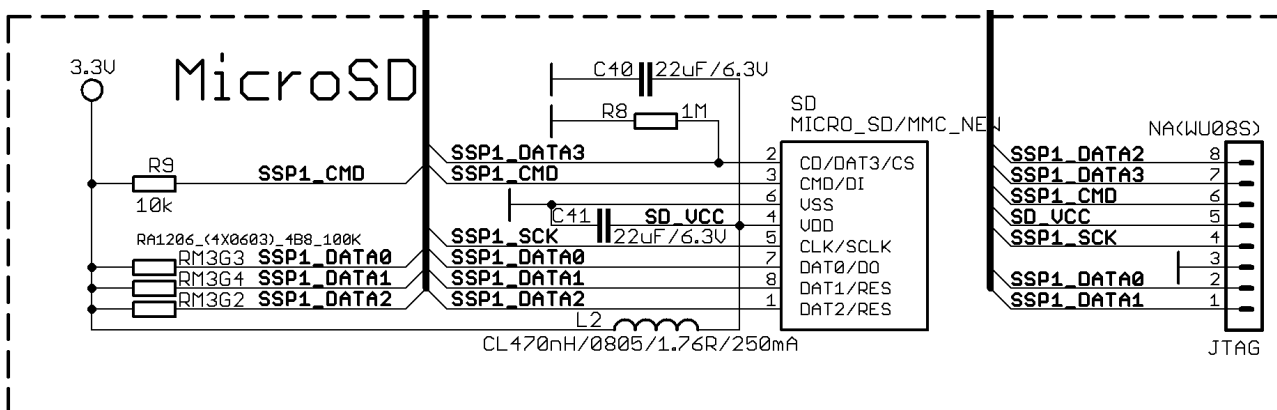 3.3V
MicroSD
C40 22uF/6.3V
R8 1M
SD
MICRO_SD/MMC_NEW
NA(WU08S)
R9
10k
SSP1_CMD
SSP1_DATA3 2 CD/DAT3/CS
SSP1_CMD 3 CMD/DI
6 VSS
C41 SD_VCC 4 VDD
22uF/6.3V
SSP1_SCK 5 CLK/SCLK
SSP1_DATA0 7 DAT0/DO
SSP1_DATA1 8 DAT1/RES
SSP1_DATA2 1 DAT2/RES
RA1206_(4X0603)_4B8_100K
RM3G3 SSP1_DATA0
RM3G4 SSP1_DATA1
RM3G2 SSP1_DATA2
L2
CL470nH/0805/1.76R/250mA
SSP1_DATA2 8
SSP1_DATA3 7
SSP1_CMD 6
SD_VCC 5
SSP1_SCK 4
3
SSP1_DATA0 2
SSP1_DATA1 1
JTAG